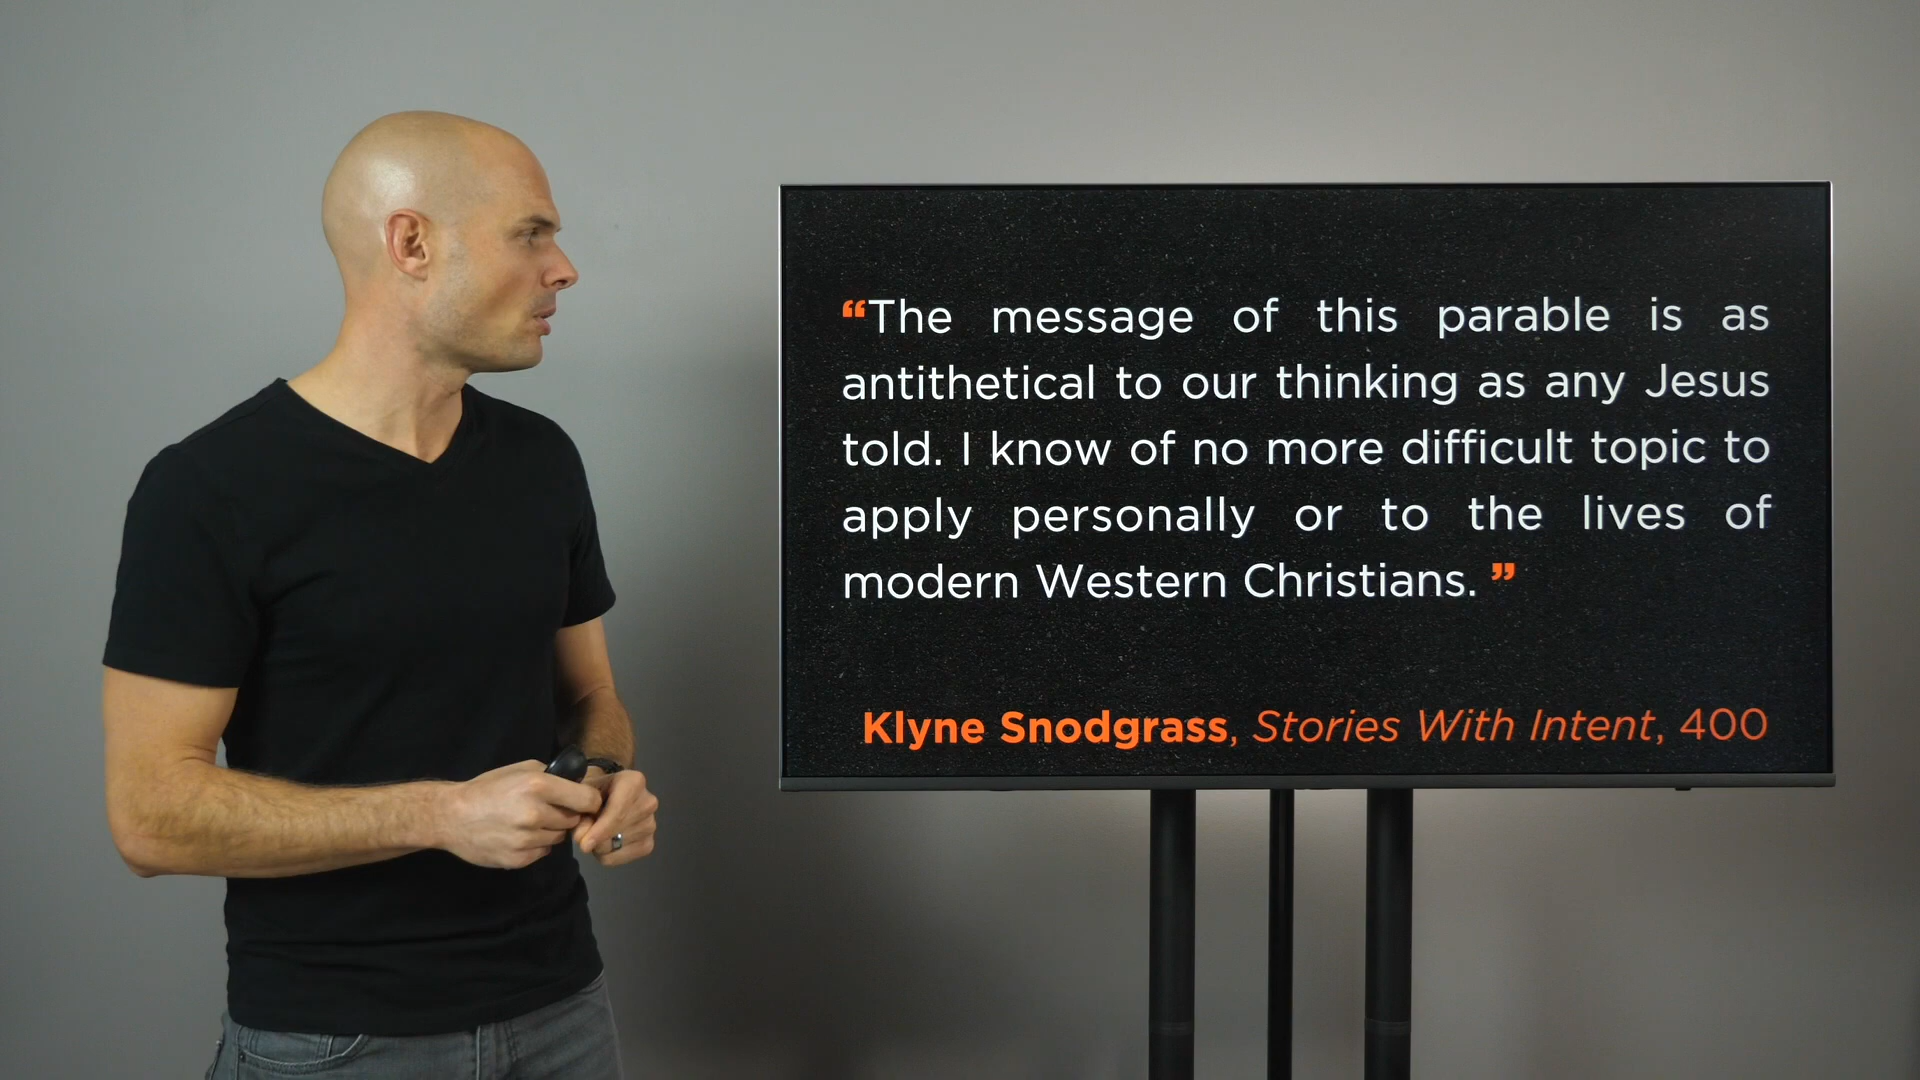 “The message of this parable is as
antithetical to our thinking as any Jesus
told. I know of no more difficult topic to
apply personally or to the lives of
modern Western Christians. ”
Klyne Snodgrass, Stories With Intent, 400